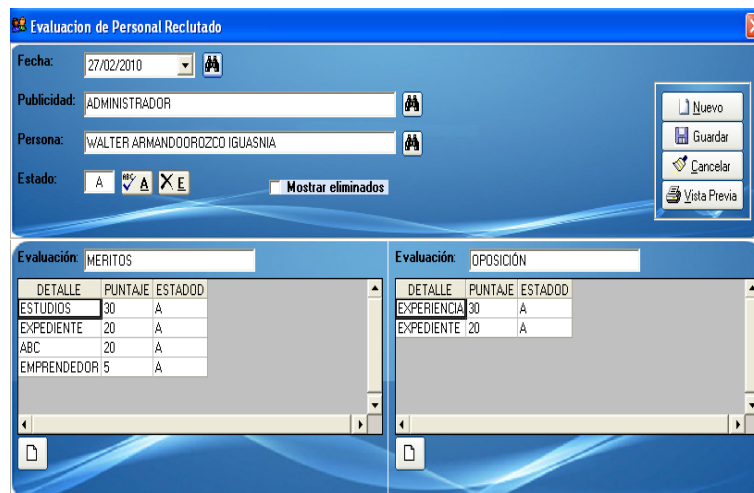 Evaluacion de Personal Reclutado
Fecha: 27/02/2010
Publicidad: ADMINISTRADOR
Persona: WALTER ARMANDOOROZCO IGUASNIA
Estado: A ABC A E Mostrar eliminados
Nuevo
Guardar
Cancelar
Vista Previa
Evaluación: MERITOS
DETALLE PUNTAJE ESTADOD
ESTUDIOS 30 A
EXPEDIENTE 20 A
ABC 20 A
EMPRENDEDOR 5 A
Evaluación: OPOSICIÓN
DETALLE PUNTAJE ESTADOD
EXPERIENCIA 30 A
EXPEDIENTE 20 A